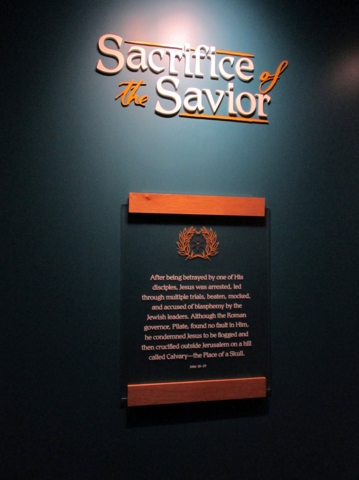 Sacrifice of
the Savior
After being betrayed by one of His
disciples, Jesus was arrested, led
through multiple trials, beaten, mocked,
and accused of blasphemy by the
Jewish leaders. Although the Roman
governor, Pilate, found no fault in Him,
he condemned Jesus to be flogged and
then crucified outside Jerusalem on a hill
called Calvary—the Place of a Skull.